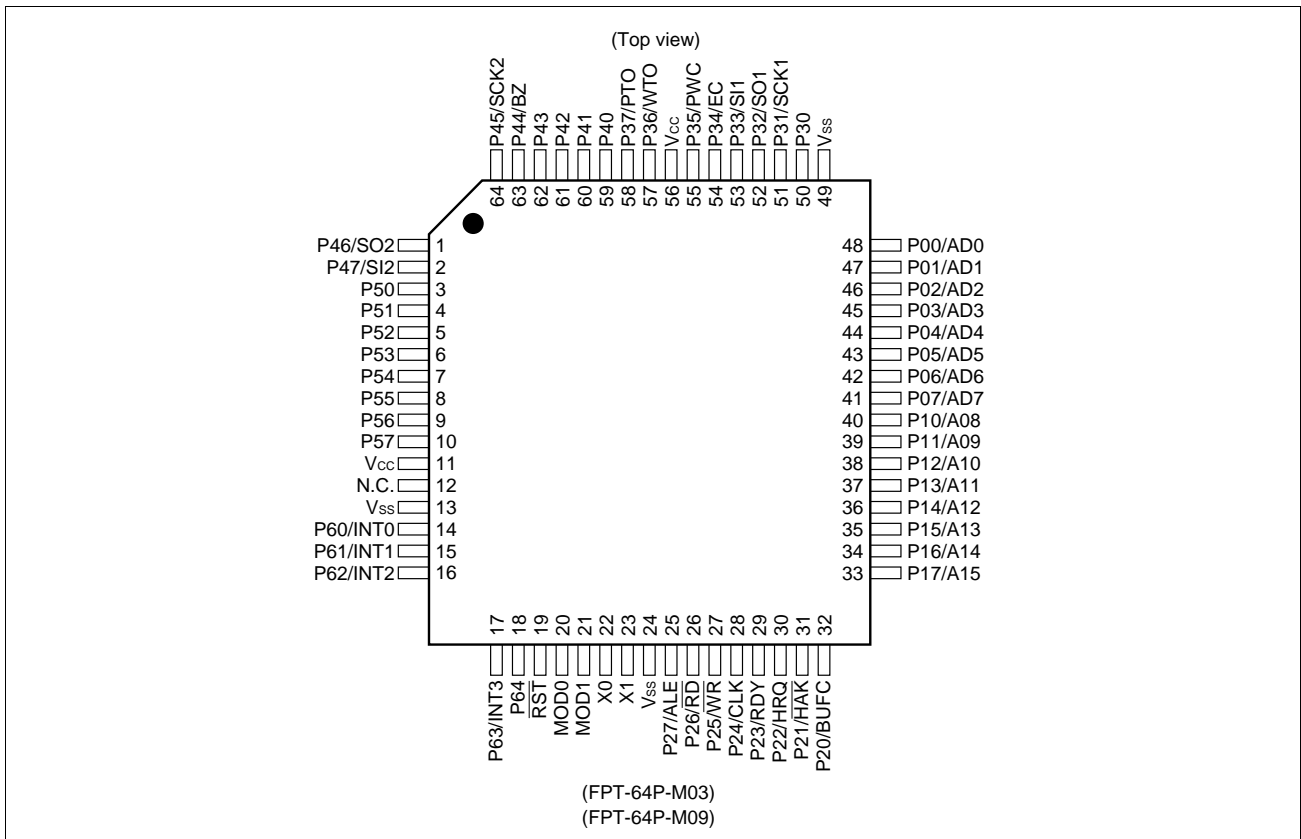 (Top view)
P45/SCK2
P44/BZ
P43
P42
P41
P40
P37/PTO
P36/WTO
Vcc
P35/PWC
P34/EC
P33/SI1
P32/SO1
P31/SCK1
P30
Vss
64 63 62 61 60 59 58 57 56 55 54 53 52 51 50 49
P46/SO2 1
P47/SI2 2
P50 3
P51 4
P52 5
P53 6
P54 7
P55 8
P56 9
P57 10
Vcc 11
N.C. 12
Vss 13
P60/INT0 14
P61/INT1 15
P62/INT2 16
48 P00/AD0
47 P01/AD1
46 P02/AD2
45 P03/AD3
44 P04/AD4
43 P05/AD5
42 P06/AD6
41 P07/AD7
40 P10/A08
39 P11/A09
38 P12/A10
37 P13/A11
36 P14/A12
35 P15/A13
34 P16/A14
33 P17/A15
17 18 19 20 21 22 23 24 25 26 27 28 29 30 31 32
P63/INT3
P64
RST
MOD0
MOD1
X0
X1
Vss
P27/ALE
P26/RD
P25/WR
P24/CLK
P23/RDY
P22/HRQ
P21/HAK
P20/BUFC
(FPT-64P-M03)
(FPT-64P-M09)